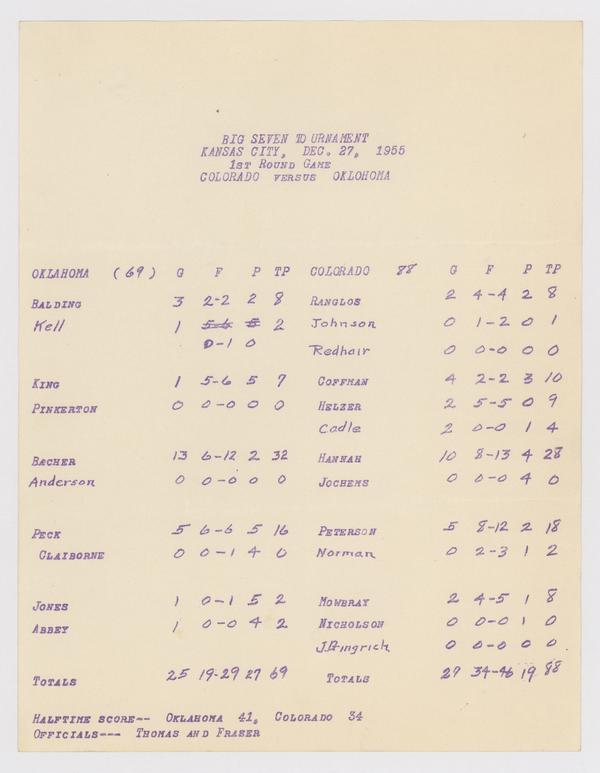 BIG SEVEN TO URNAMENT
KANSAS CITY, DEC. 27, 1955
1ST ROUND GAME
COLORADO VERSUS OKLOHOMA
OKLAHOMA (69) G F P TP COLORADO 88 G F P TP
BALDING 3 2-2 2 8 RANGLOS 2 4-4 2 8
Kell 1 5-6 5 2 Johnson 0 1-2 0 1
0-1 0 Redhair 0 0-0 0 0
KING 1 5-6 5 7 COFFMAN 4 2-2 3 10
PINKERTON 0 0-0 0 0 HELZER 2 5-5 0 9
Cadle 2 0-0 1 4
BACHER 13 6-12 2 32 HANNAH 10 8-13 4 28
Anderson 0 0-0 0 0 JOCHEMS 0 0-0 4 0
PECK 5 6-6 5 16 PETERSON 5 8-12 2 18
CLAIBORNE 0 0-1 4 0 Norman 0 2-3 1 2
JONES 1 0-1 5 2 MOWBRAY 2 4-5 1 8
ABBEY 1 0-0 4 2 NICHOLSON 0 0-0 1 0
J. Gingrich 0 0-0 0 0
TOTALS 25 19-29 27 69 TOTALS 27 34-46 19 88
HALFTIME SCORE-- OKLAHOMA 41, COLORADO 34
OFFICIALS--- THOMAS AND FRASER